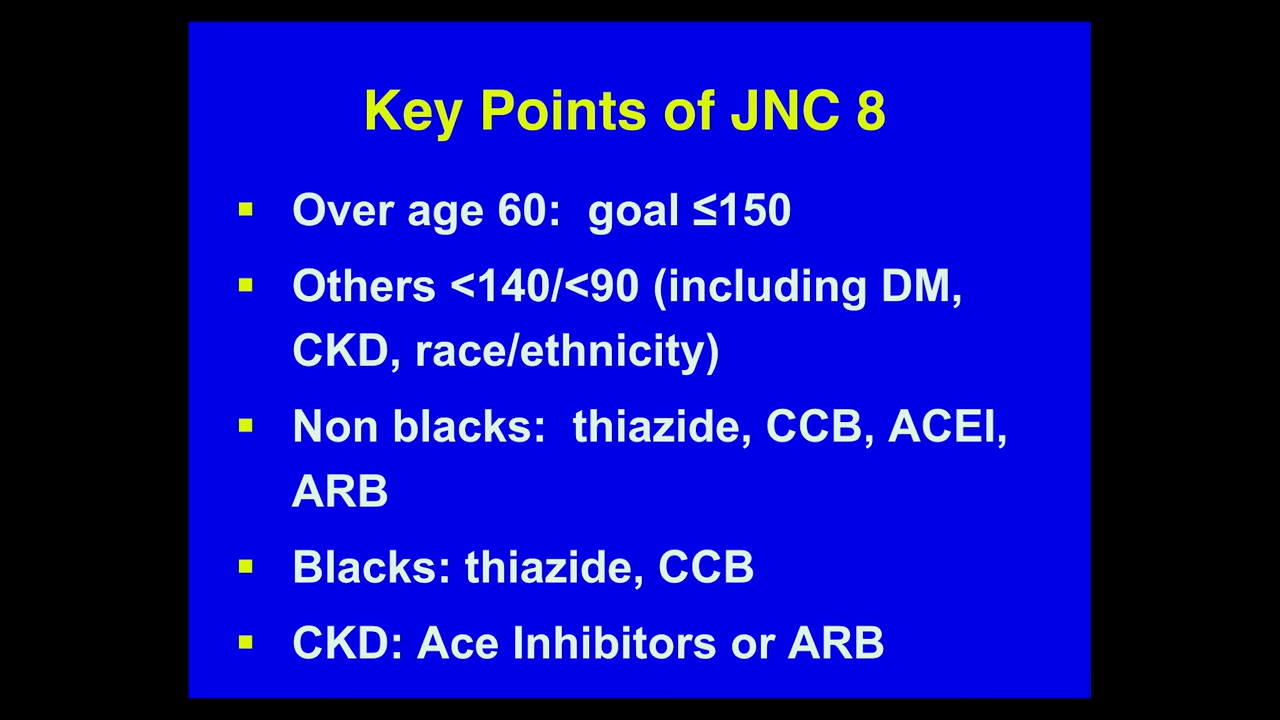 Key Points of JNC 8
▪ Over age 60: goal ≤150
▪ Others <140/<90 (including DM,
CKD, race/ethnicity)
▪ Non blacks: thiazide, CCB, ACEI,
ARB
▪ Blacks: thiazide, CCB
▪ CKD: Ace Inhibitors or ARB